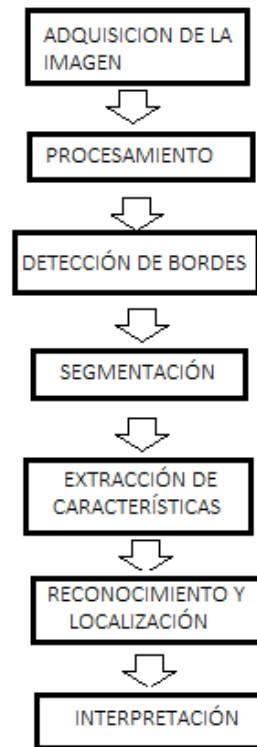 ADQUISICION DE LA
IMAGEN
PROCESAMIENTO
DETECCIÓN DE BORDES
SEGMENTACIÓN
EXTRACCIÓN DE
CARACTERÍSTICAS
RECONOCIMIENTO Y
LOCALIZACIÓN
INTERPRETACIÓN